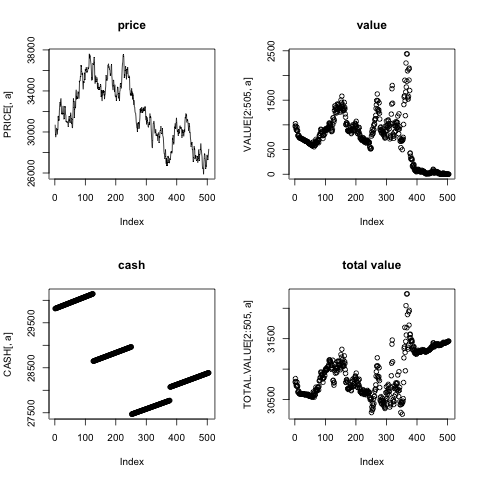 price
value
PRICE[, a]
26000 30000 34000 38000
0 100 200 300 400 500
Index
VALUE[2:505, a]
0 500 1500 2500
0 100 200 300 400 500
Index
cash
total value
CASH[, a]
27500 28500 29500
0 100 200 300 400 500
Index
TOTAL.VALUE[2:505, a]
30500 31500
0 100 200 300 400 500
Index